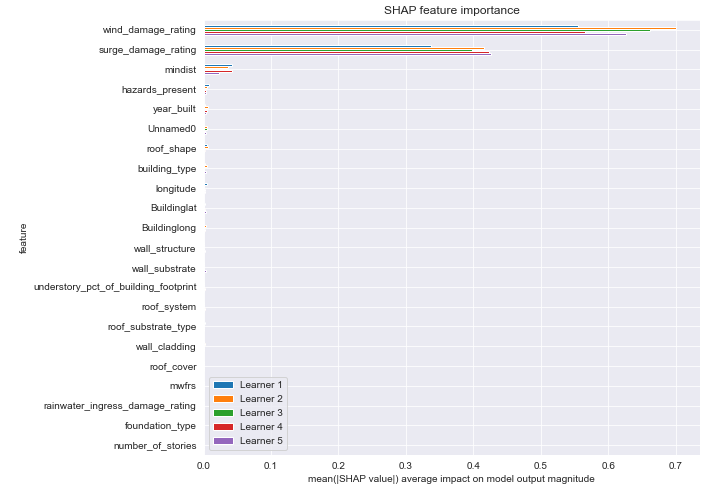 SHAP feature importance
wind_damage_rating
surge_damage_rating
mindist
hazards_present
year_built
Unnamed0
roof_shape
building_type
longitude
Buildinglat
Buildinglong
wall_structure
wall_substrate
understory_pct_of_building_footprint
roof_system
roof_substrate_type
wall_cladding
roof_cover
mwfrs
rainwater_ingress_damage_rating
foundation_type
number_of_stories
feature
Learner 1
Learner 2
Learner 3
Learner 4
Learner 5
0.0 0.1 0.2 0.3 0.4 0.5 0.6 0.7
mean(|SHAP value|) average impact on model output magnitude